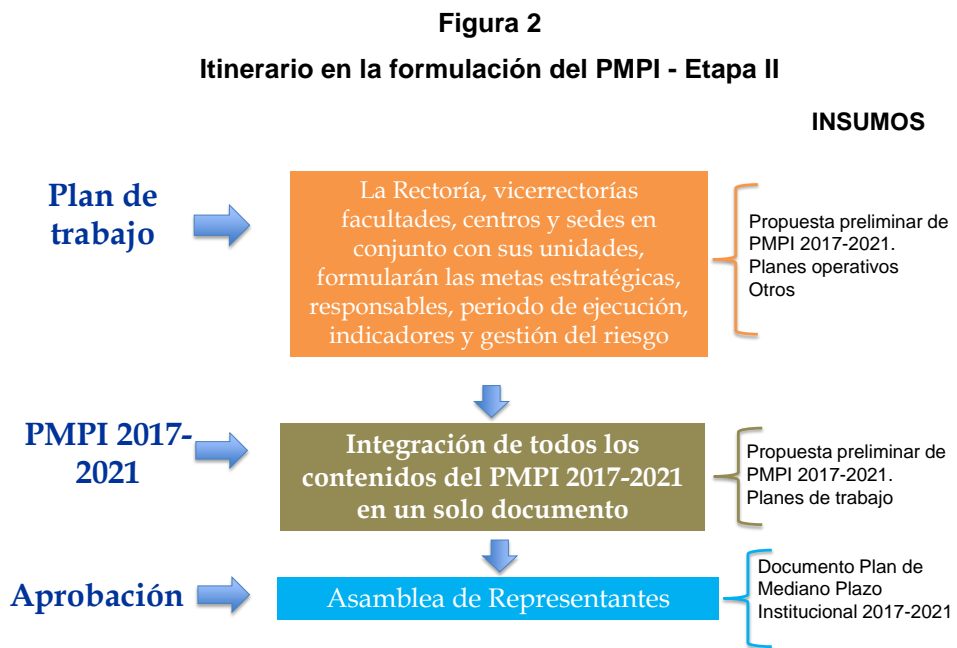 Figura 2
Itinerario en la formulación del PMPI - Etapa II
INSUMOS
Plan de
trabajo
La Rectoría, vicerrectorías
facultades, centros y sedes en
conjunto con sus unidades,
formularán las metas estratégicas,
responsables, periodo de ejecución,
indicadores y gestión del riesgo
Propuesta preliminar de
PMPI 2017-2021.
Planes operativos
Otros
PMPI 2017-
2021
Integración de todos los
contenidos del PMPI 2017-2021
en un solo documento
Propuesta preliminar de
PMPI 2017-2021.
Planes de trabajo
Aprobación
Asamblea de Representantes
Documento Plan de
Mediano Plazo
Institucional 2017-2021